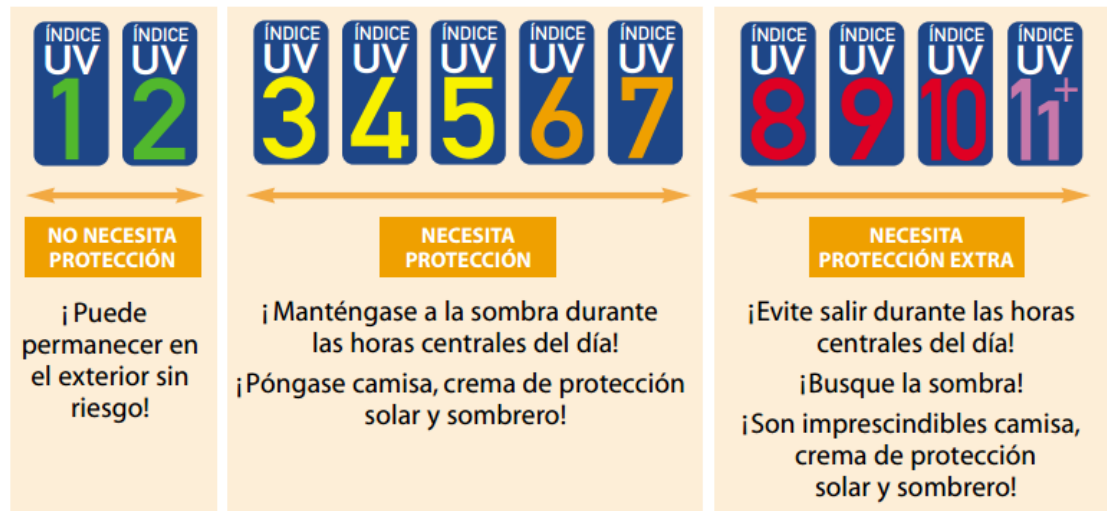 ÍNDICE
UV
1
ÍNDICE
UV
2
NO NECESITA
PROTECCIÓN
¡Puede
permanecer en
el exterior sin
riesgo!
ÍNDICE
UV
3
ÍNDICE
UV
4
ÍNDICE
UV
5
ÍNDICE
UV
6
ÍNDICE
UV
7
NECESITA
PROTECCIÓN
¡Manténgase a la sombra durante
las horas centrales del día!
¡Póngase camisa, crema de protección
solar y sombrero!
ÍNDICE
UV
8
ÍNDICE
UV
9
ÍNDICE
UV
10
ÍNDICE
UV
11+
NECESITA
PROTECCIÓN EXTRA
¡Evite salir durante las horas
centrales del día!
¡Busque la sombra!
¡Son imprescindibles camisa,
crema de protección
solar y sombrero!